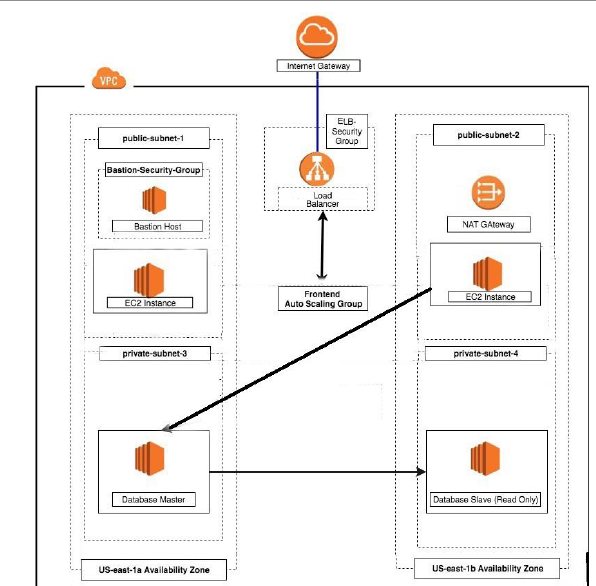 Internet Gateway
VPC
ELB-
Security
Group
public-subnet-1
public-subnet-2
Bastion-Security-Group
Load
Balancer
Bastion Host
NAT GAteway
EC2 Instance
Frontend
Auto Scaling Group
EC2 Instance
private-subnet-3
private-subnet-4
Database Master
Database Slave (Read Only)
US-east-1a Availability Zone
US-east-1b Availability Zone